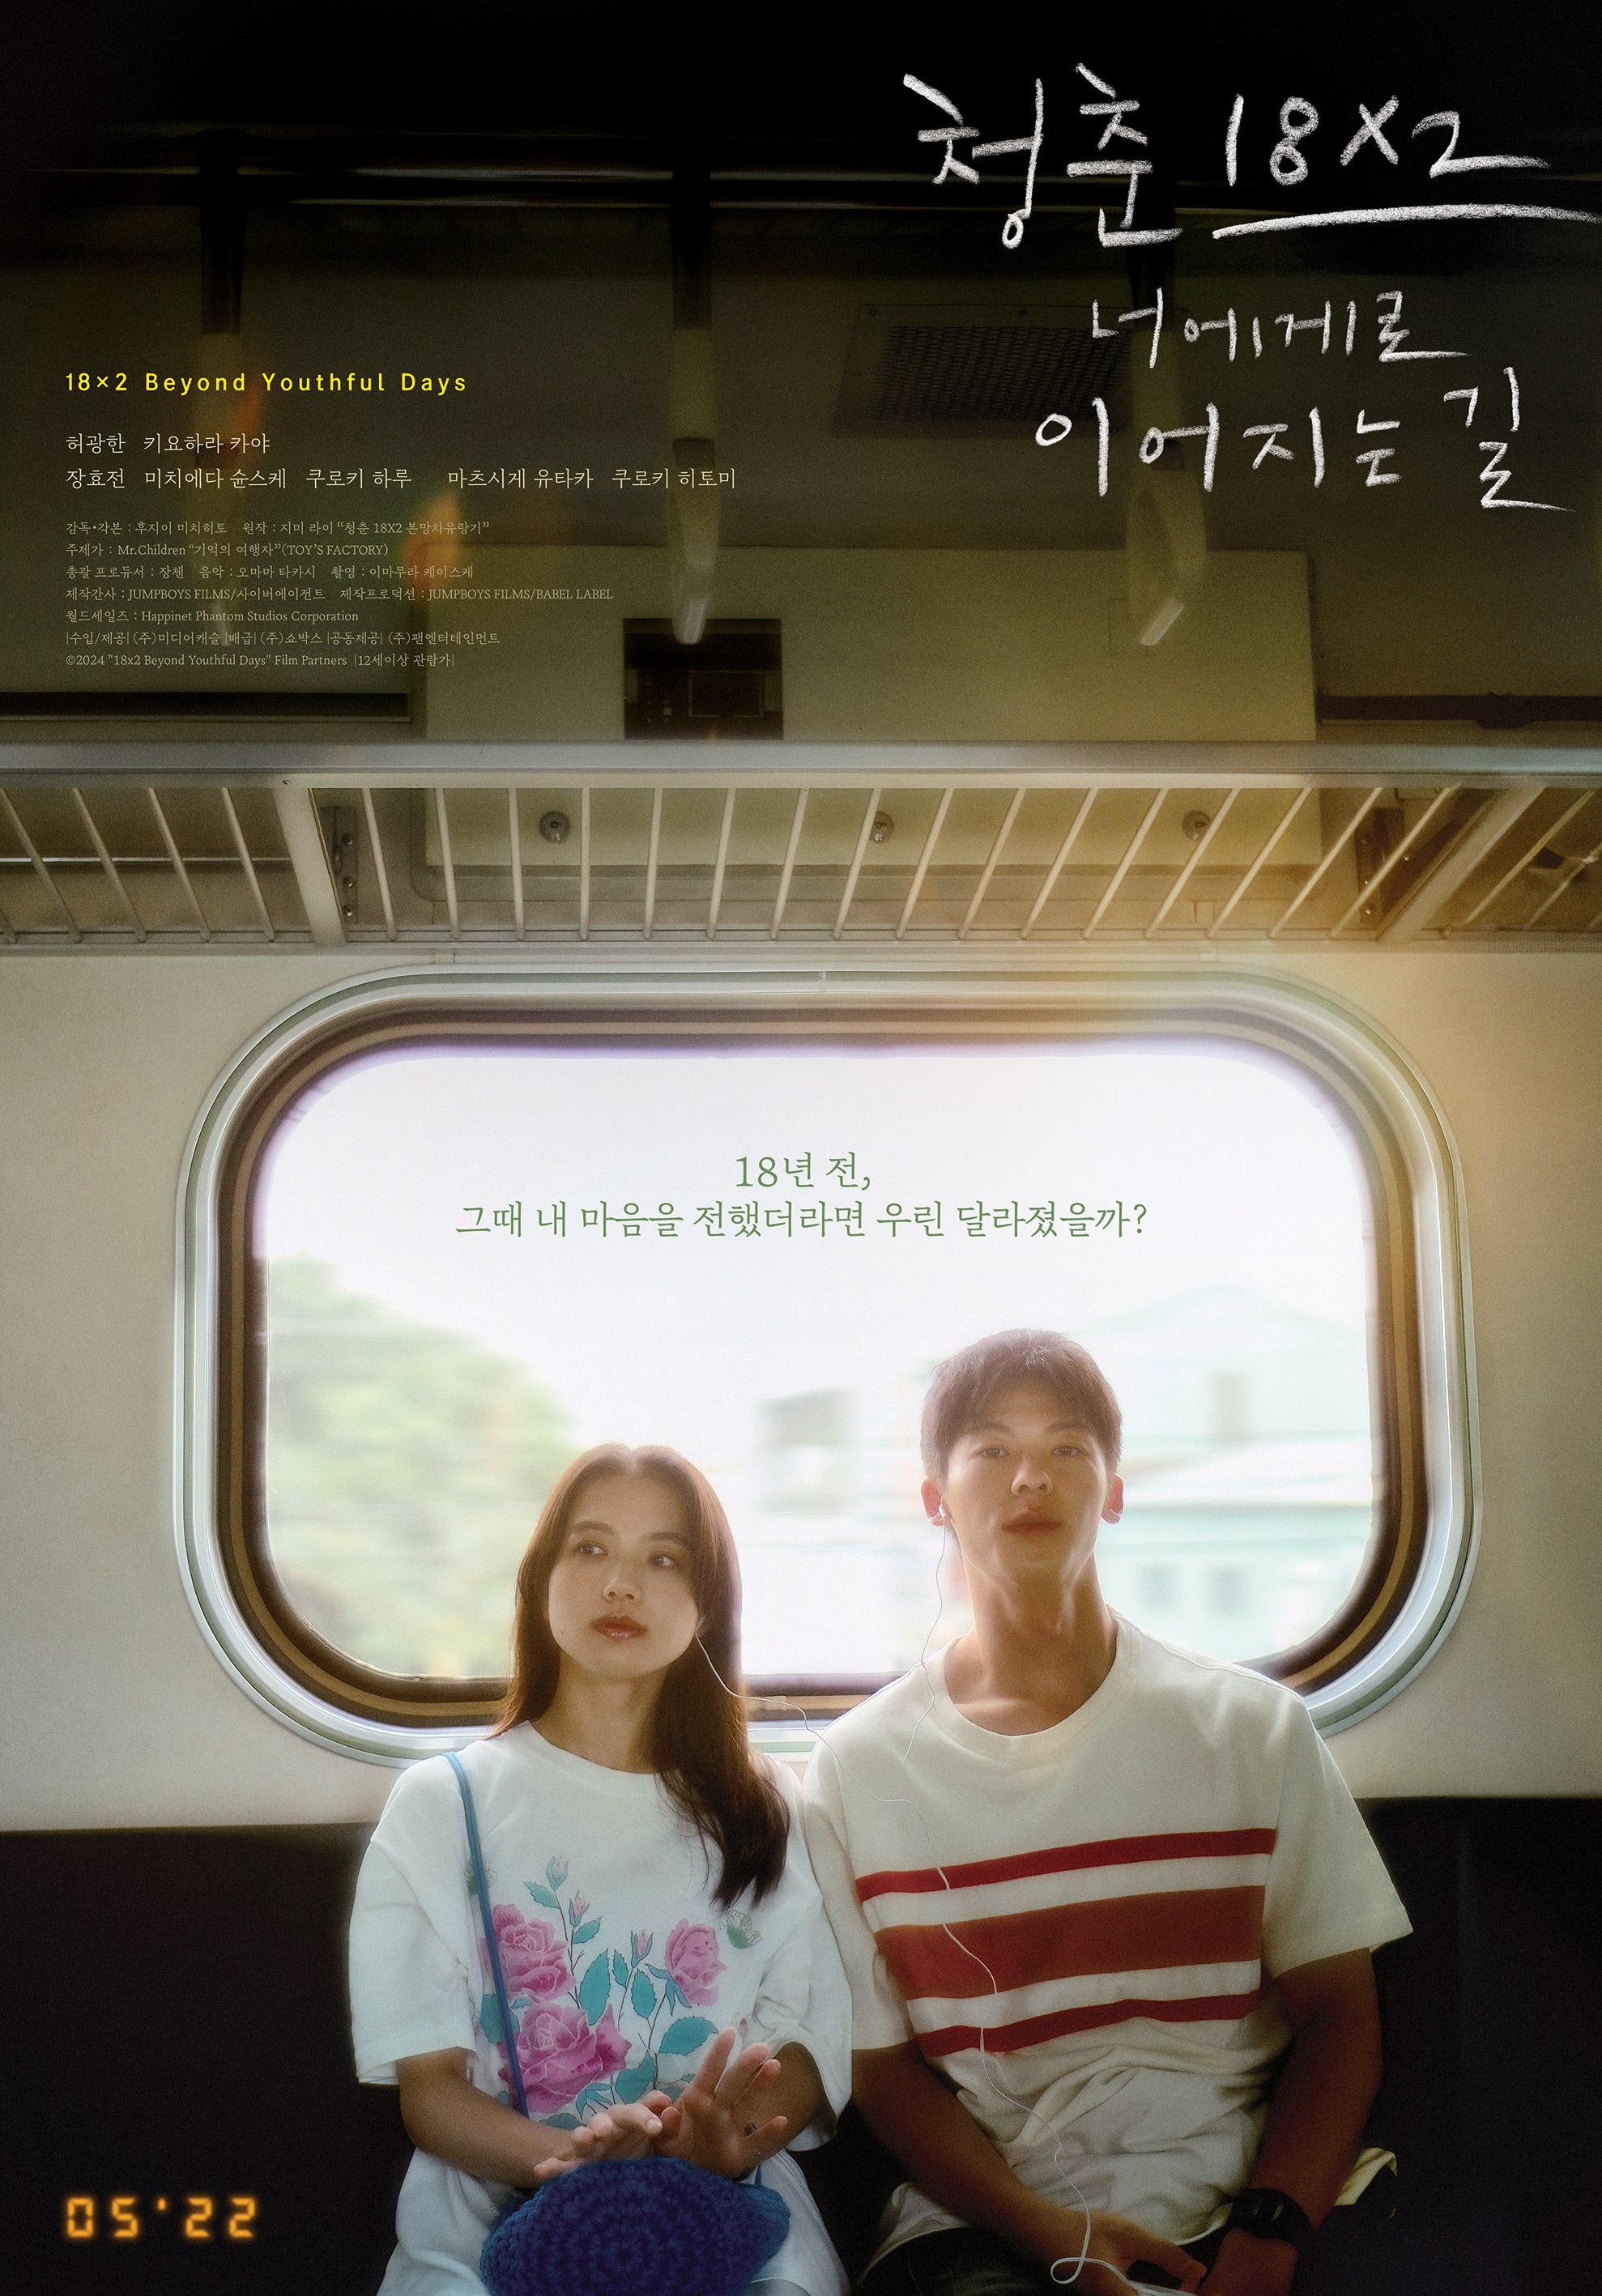 청춘 18×2
너에게로
이어지는 길
18×2 Beyond Youthful Days
허광한 키요하라 카야
장효전 미치에다 슌스케 쿠로키 하루 마츠시게 유타카 쿠로키 히토미
감독•각본 : 후지이 미치히토 원작 : 지미 라이 “청춘 18X2 본망차유랑기”
주제가 : Mr.Children “기억의 여행자”(TOY'S FACTORY)
총괄 프로듀서 : 장첸 음악 : 오마마 타카시 촬영 : 이마무라 케이스케
제작간사 : JUMPBOYS FILMS/사이버에이전트 제작프로덕션 : JUMPBOYS FILMS/BABEL LABEL
월드세일즈 : Happinet Phantom Studios Corporation
|수입/제공| (주)미디어캐슬 |배급| (주)쇼박스 |공동제공| (주)팬엔터테인먼트
©2024 "18x2 Beyond Youthful Days" Film Partners |12세이상 관람가|
18년 전,
그때 내 마음을 전했더라면 우린 달라졌을까?
05'22